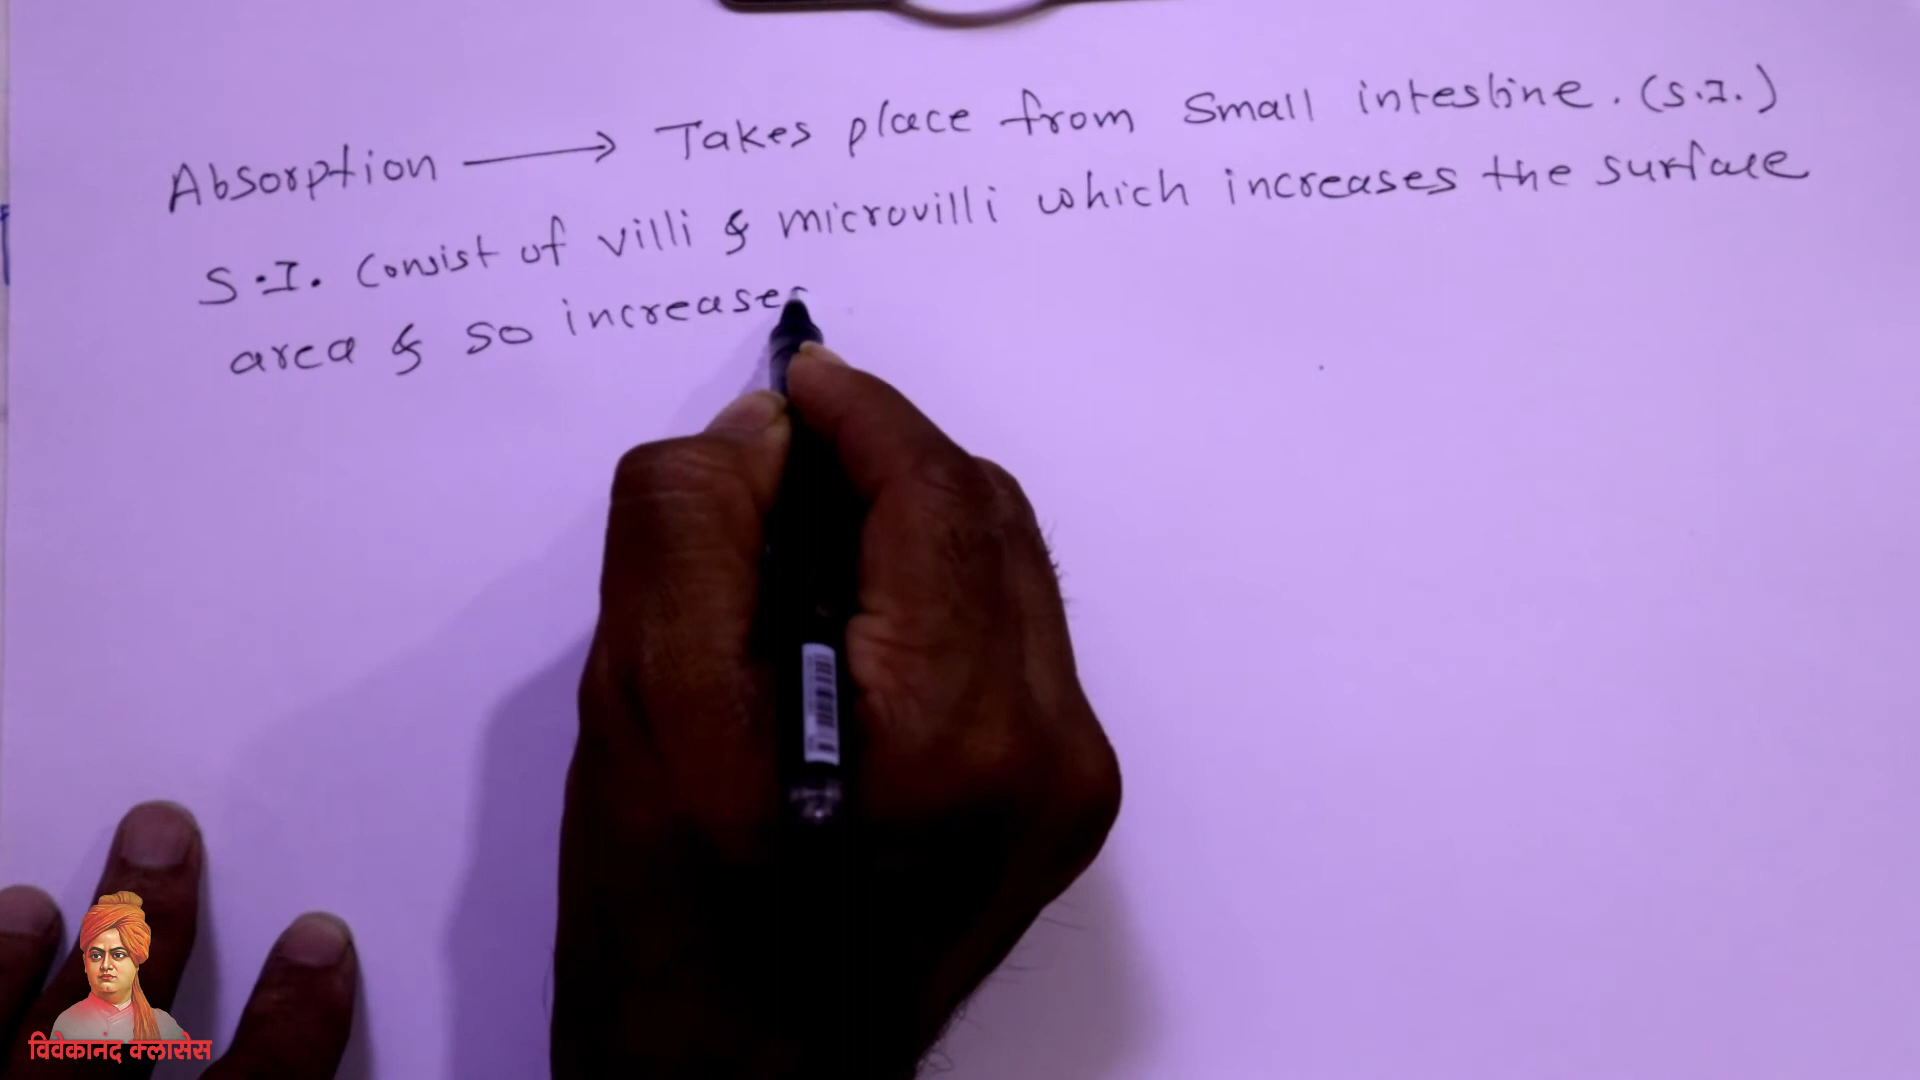 Absorption ⟶ Takes place from Small intestine. (S.I.)
S.I. Consist of villi & microvilli which increases the surface
area & so increases
विवेकानंद क्लासेस